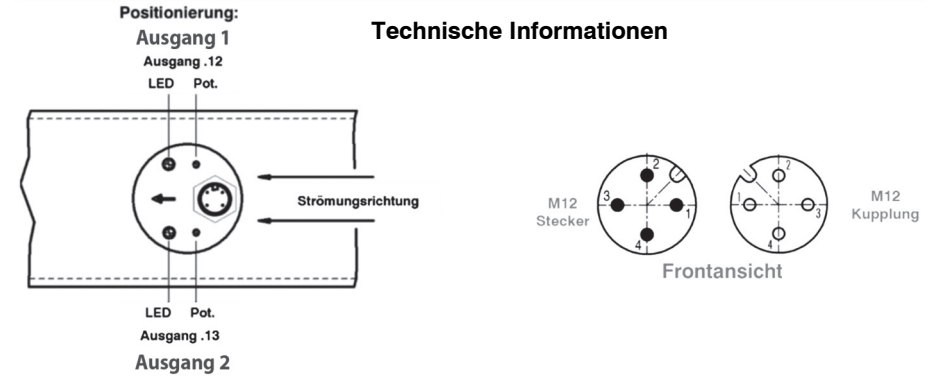 Positionierung:
Ausgang 1
Ausgang .12
LED Pot.
Technische Informationen
Strömungsrichtung
LED Pot.
Ausgang .13
Ausgang 2
M12
Stecker
2
3
1
4
2
1
3
4
M12
Kupplung
Frontansicht